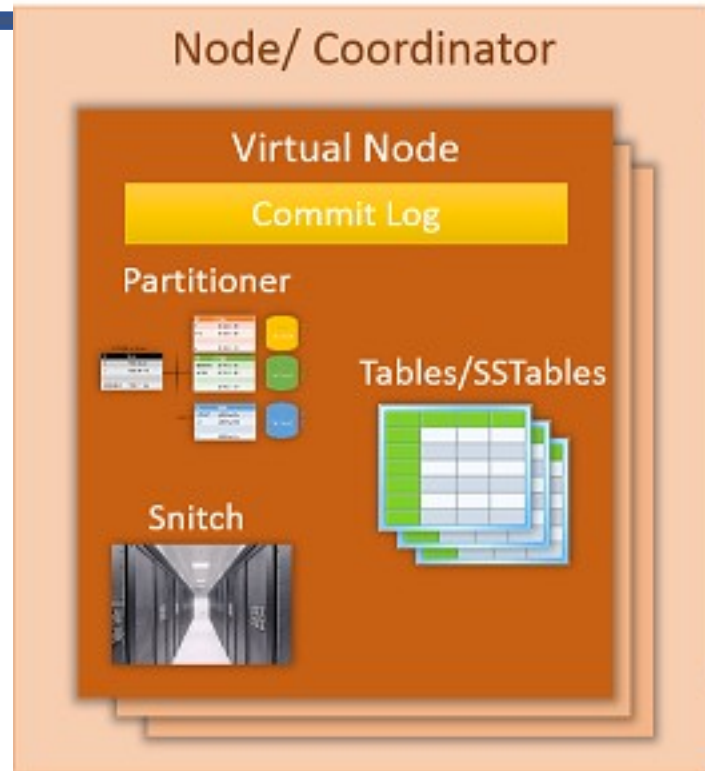 Node/ Coordinator
Virtual Node
Commit Log
Partitioner
Tables/SSTables
Snitch